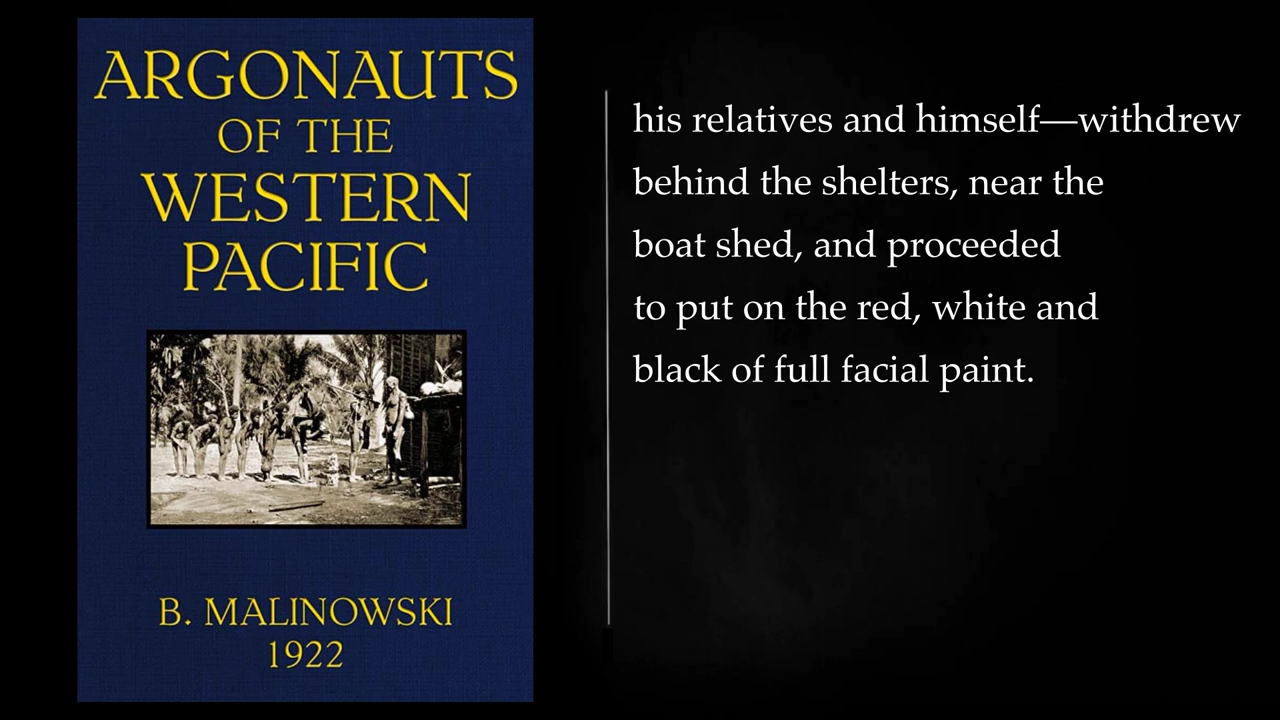 ARGONAUTS
OF THE
WESTERN
PACIFIC
B. MALINOWSKI
1922
his relatives and himself—withdrew
behind the shelters, near the
boat shed, and proceeded
to put on the red, white and
black of full facial paint.